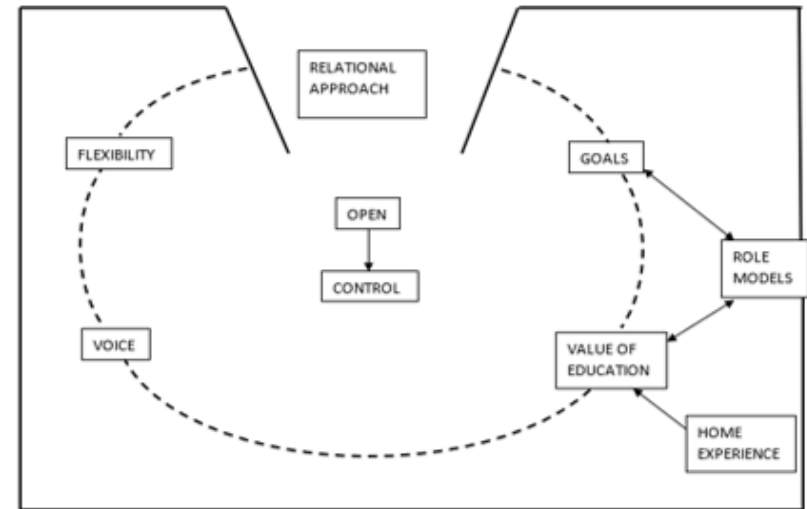 RELATIONAL
APPROACH
FLEXIBILITY
GOALS
OPEN
ROLE
MODELS
CONTROL
VOICE
VALUE OF
EDUCATION
HOME
EXPERIENCE